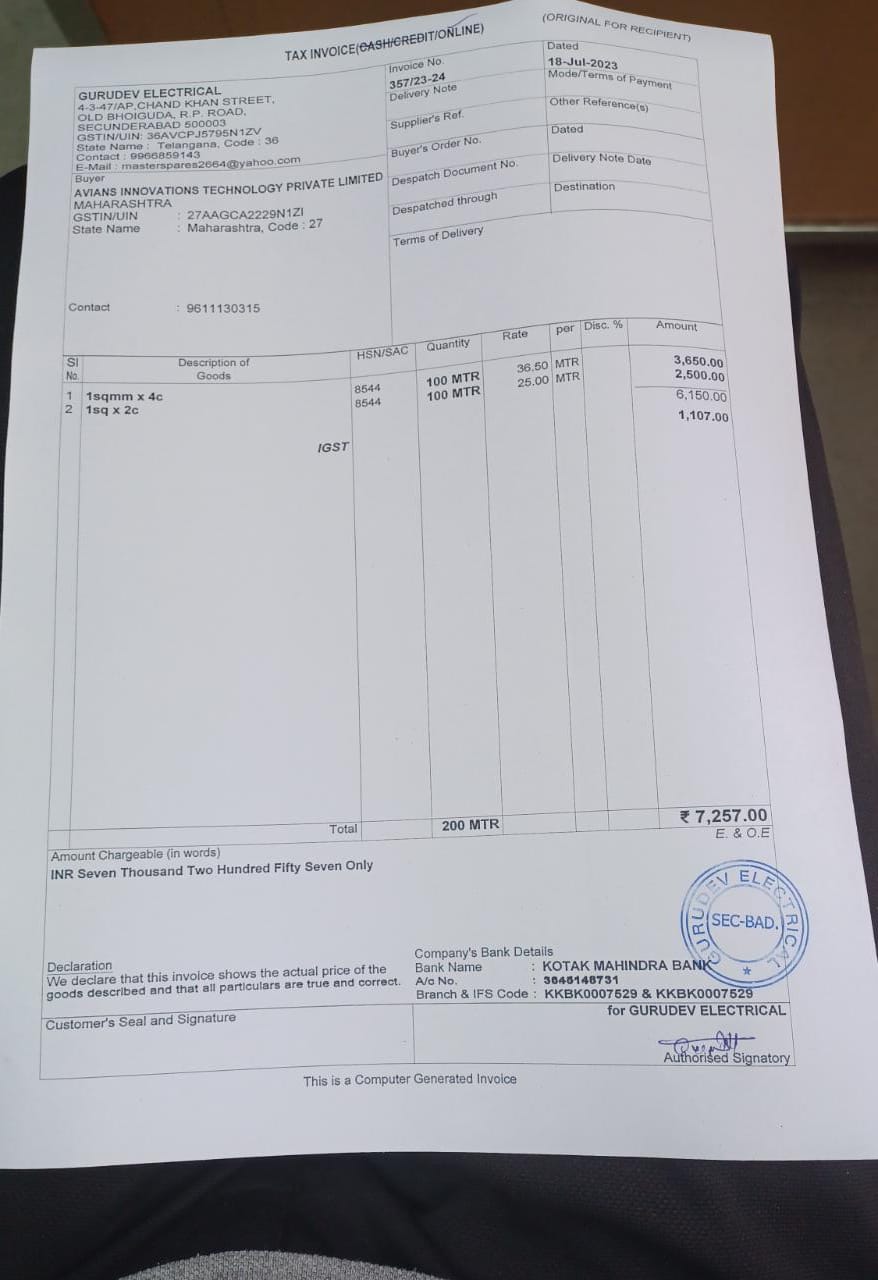 TAX INVOICE(CASH/CREDIT/ONLINE)
(ORIGINAL FOR RECIPIENT)
GURUDEV ELECTRICAL
4-3-47/AP,CHAND KHAN STREET,
OLD BHOIGUDA, R.P. ROAD,
SECUNDERABAD 500003
GSTIN/UIN: 36AVCPJ5795N1ZV
State Name : Telangana, Code : 36
Contact : 9966859143
E-Mail : masterspares2664@yahoo.com
Invoice No.
357/23-24
Dated
18-Jul-2023
Delivery Note
Mode/Terms of Payment
Supplier's Ref.
Other Reference(s)
Buyer
AVIANS INNOVATIONS TECHNOLOGY PRIVATE LIMITED
MAHARASHTRA
GSTIN/UIN : 27AAGCA2229N1ZI
State Name : Maharashtra, Code : 27
Contact : 9611130315
Buyer's Order No.
Dated
Despatch Document No.
Delivery Note Date
Despatched through
Destination
Terms of Delivery
Sl No. Description of Goods HSN/SAC Quantity Rate per Disc. % Amount
1 1sqmm x 4c 8544 100 MTR 36.50 MTR 3,650.00
2 1sq x 2c 8544 100 MTR 25.00 MTR 2,500.00
6,150.00
IGST 1,107.00
Total 200 MTR ₹ 7,257.00
E. & O.E
Amount Chargeable (in words)
INR Seven Thousand Two Hundred Fifty Seven Only
GURUDEV ELECTRICAL
SEC-BAD.
Declaration
We declare that this invoice shows the actual price of the
goods described and that all particulars are true and correct.
Company's Bank Details
Bank Name : KOTAK MAHINDRA BANK
A/c No. : 3645148731
Branch & IFS Code : KKBK0007529 & KKBK0007529
Customer's Seal and Signature
for GURUDEV ELECTRICAL
Authorised Signatory
This is a Computer Generated Invoice